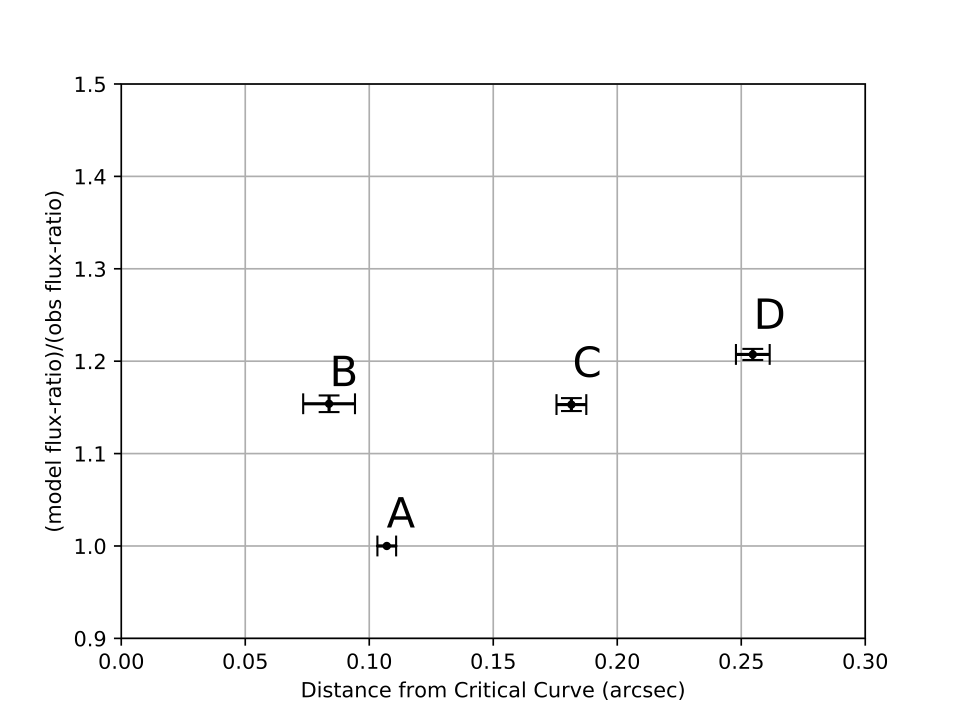 1.5
1.4
1.3
1.2
1.1
1.0
0.9
(model flux-ratio)/(obs flux-ratio)
D
C
B
A
0.00 0.05 0.10 0.15 0.20 0.25 0.30
Distance from Critical Curve (arcsec)